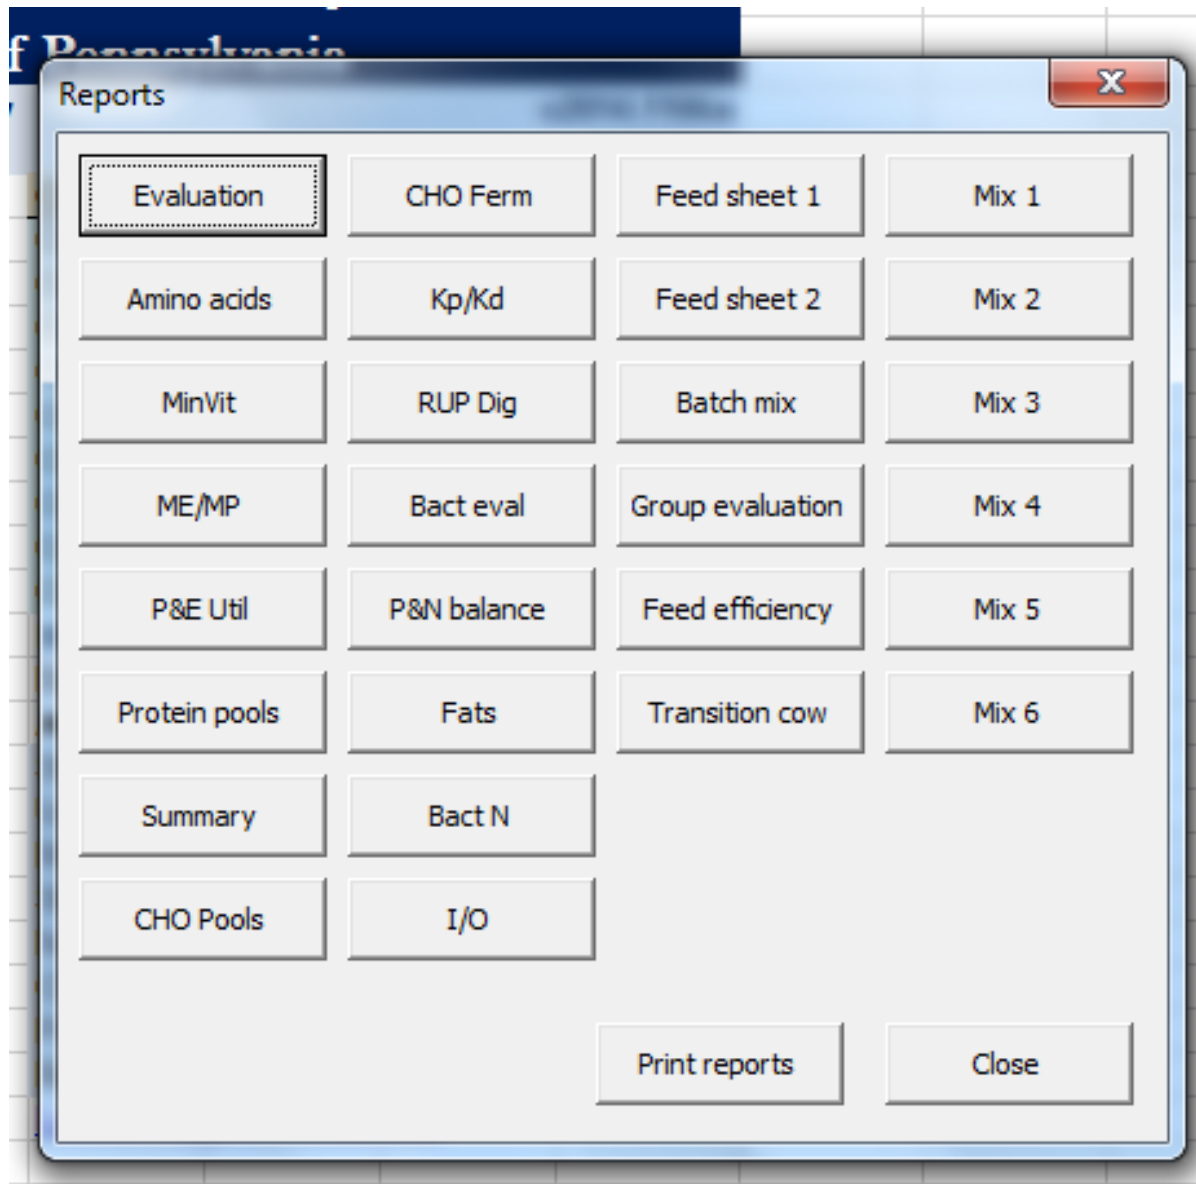 f Pennsylvania
Reports
Evaluation CHO Ferm Feed sheet 1 Mix 1
Amino acids Kp/Kd Feed sheet 2 Mix 2
MinVit RUP Dig Batch mix Mix 3
ME/MP Bact eval Group evaluation Mix 4
P&E Util P&N balance Feed efficiency Mix 5
Protein pools Fats Transition cow Mix 6
Summary Bact N
CHO Pools I/O
Print reports Close